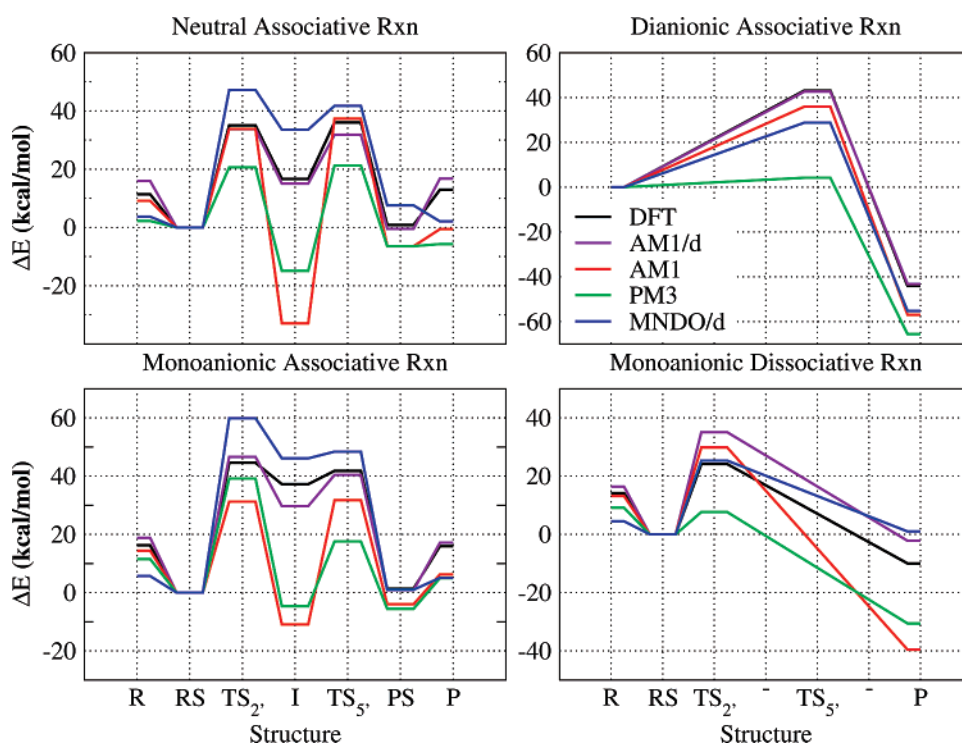 Neutral Associative Rxn
ΔE (kcal/mol)
60
40
20
0
-20
Dianionic Associative Rxn
60
40
20
0
-20
-40
-60
DFT
AM1/d
AM1
PM3
MNDO/d
Monoanionic Associative Rxn
ΔE (kcal/mol)
60
40
20
0
-20
R RS TS2' I TS5' PS P
Structure
Monoanionic Dissociative Rxn
40
20
0
-20
-40
R RS TS2' - TS5' - P
Structure